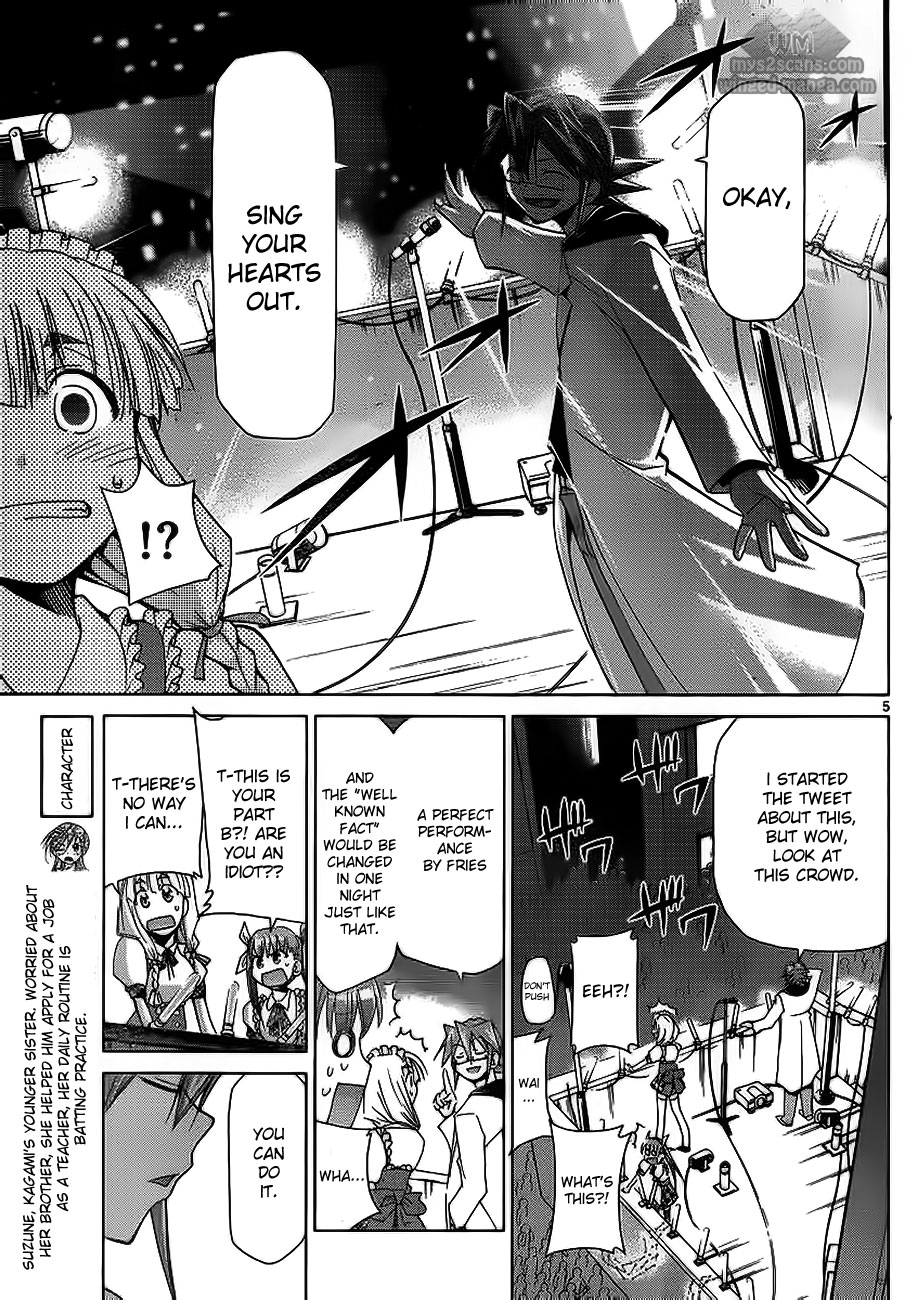 WM
mys2scans.com
winged-manga.com
OKAY,
SING
YOUR
HEARTS
OUT.
!?
5
I STARTED
THE TWEET
ABOUT THIS,
BUT WOW,
LOOK AT
THIS CROWD.
ワ
ワ
EEH?!
DON'T
PUSH
WAI...
WHAT'S
THIS?!
A PERFECT
PERFORM-
ANCE
BY FRIES
AND
THE "WELL
KNOWN
FACT"
WOULD BE
CHANGED
IN ONE
NIGHT
JUST LIKE
THAT.
WHA...
T-THIS IS
YOUR
PART
B?! ARE
YOU AN
IDIOT??
T-THERE'S
NO WAY
I CAN...
YOU
CAN
DO
IT.
CHARACTER
SUZUNE, KAGAMI'S YOUNGER SISTER. WORRIED ABOUT
HER BROTHER, SHE HELPED HIM APPLY FOR A JOB
AS A TEACHER, HER DAILY ROUTINE IS
BATTING PRACTICE.